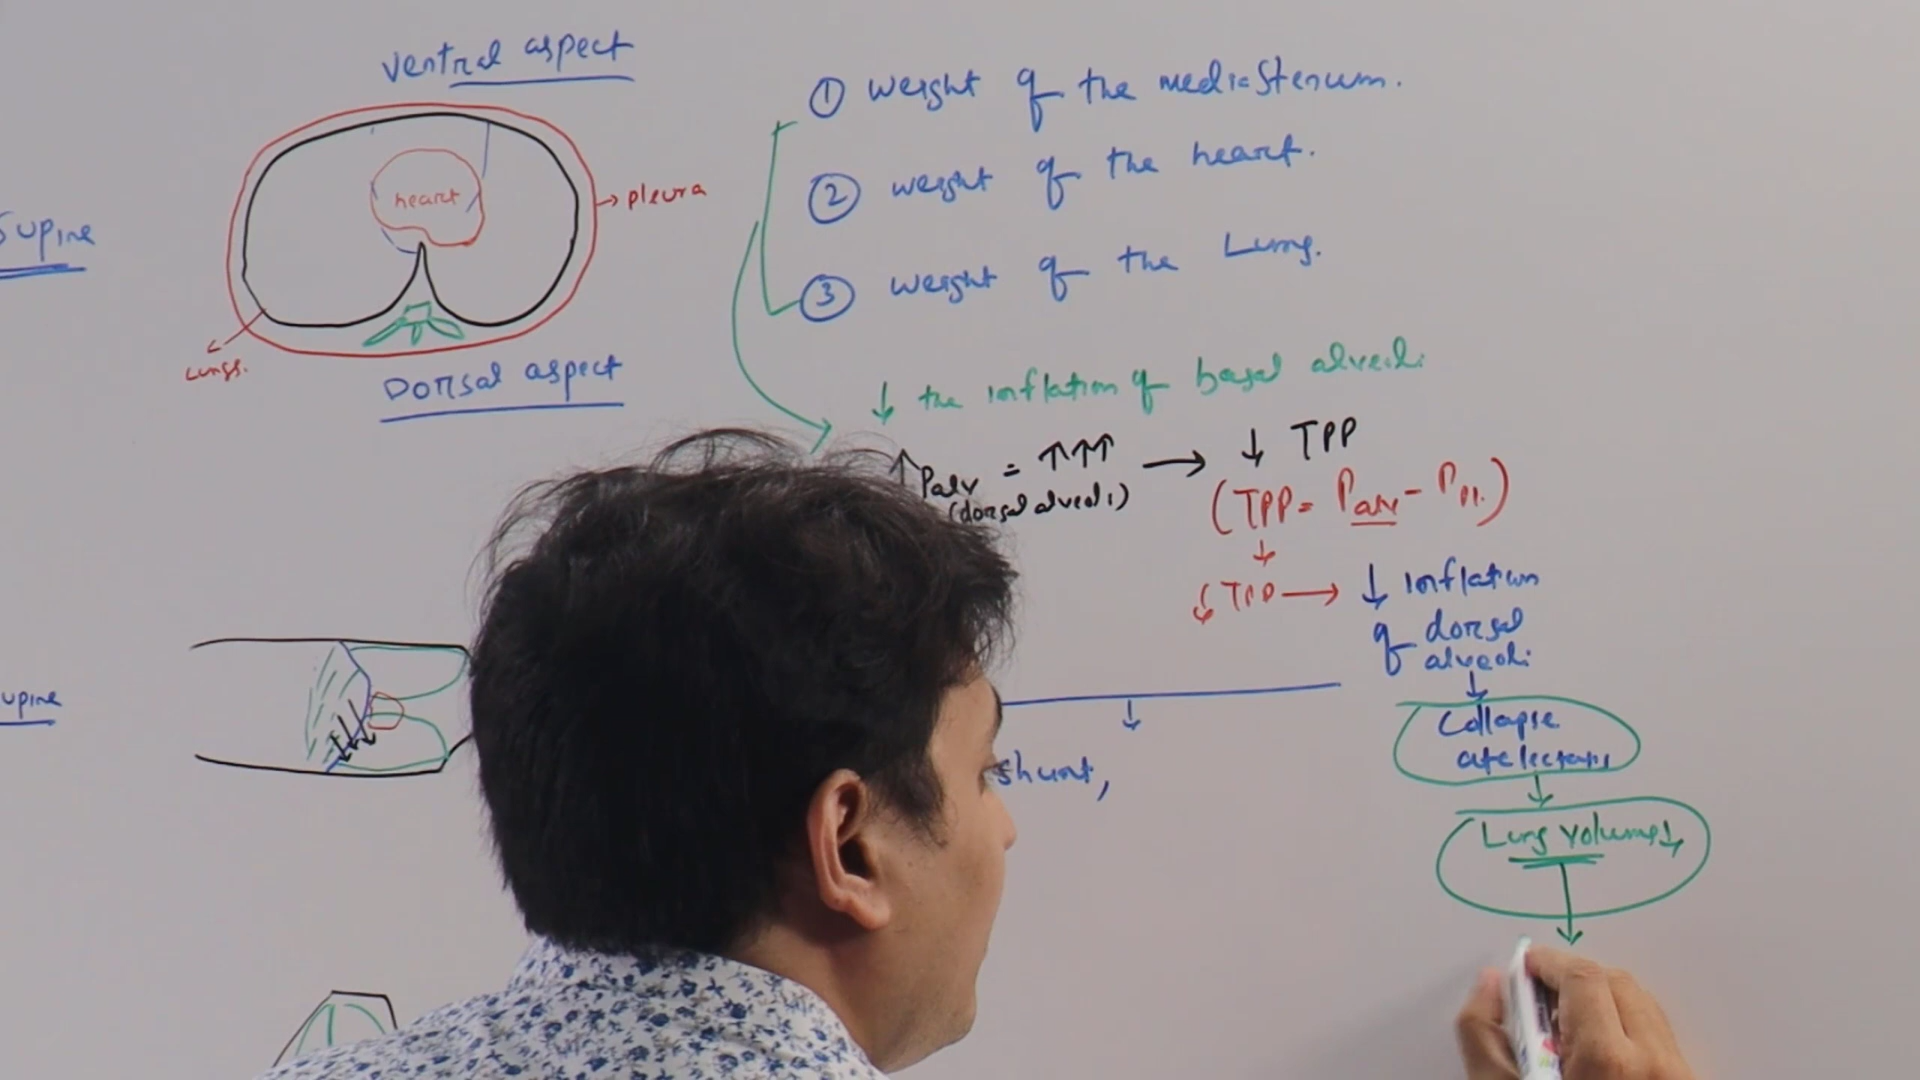 Ventral aspect
heart
→ pleura
Supine
Lungs.
Dorsal aspect
① weight of the mediastenum.
② weight of the heart.
③ weight of the Lung.
↓ the inflation of basal alveoli
↑ Palv = ↑↑↑ → ↓ TPP
(dorsal alveoli)
(TPP = Palv - Ppl.)
↓
↓ TPP → ↓ inflation
of dorsal
alveoli
↓
Collapse
atelectasis
↓
Lung Volume↓
↓
upine
↓
shunt,